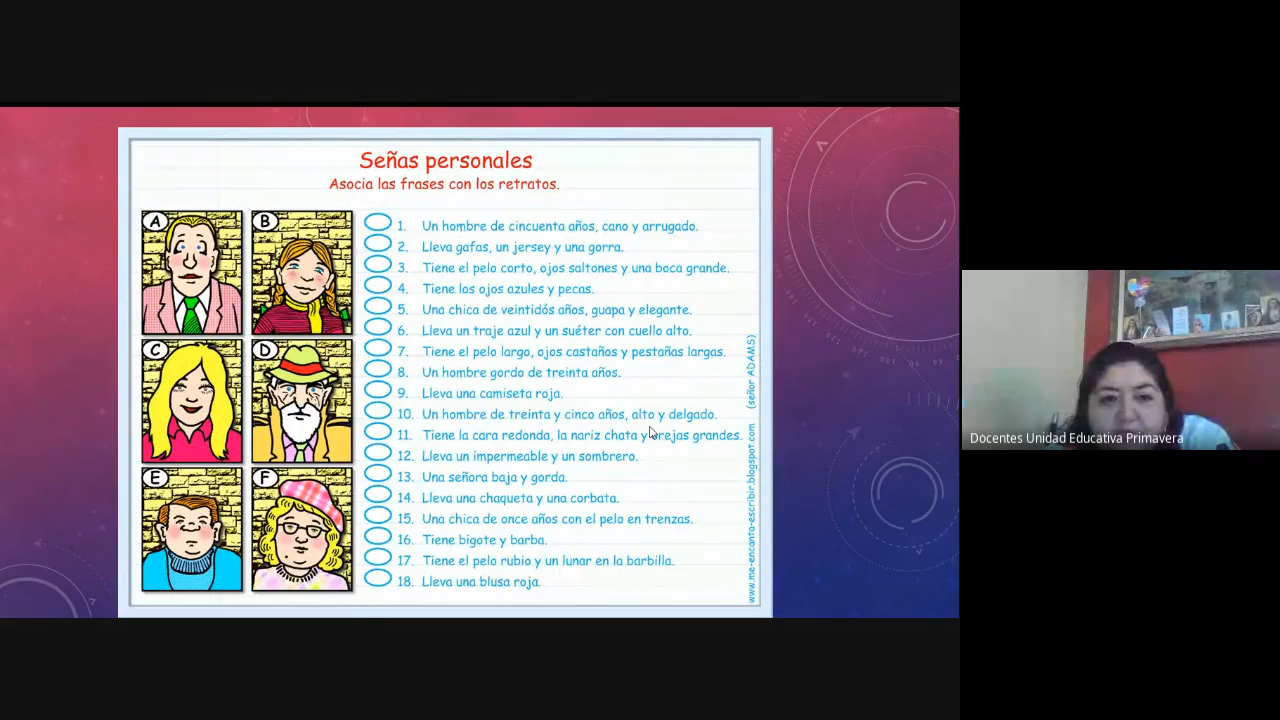 Señas personales
Asocia las frases con los retratos.
A
B
C
D
E
F
1. Un hombre de cincuenta años, cano y arrugado.
2. Lleva gafas, un jersey y una gorra.
3. Tiene el pelo corto, ojos saltones y una boca grande.
4. Tiene los ojos azules y pecas.
5. Una chica de veintidós años, guapa y elegante.
6. Lleva un traje azul y un suéter con cuello alto.
7. Tiene el pelo largo, ojos castaños y pestañas largas.
8. Un hombre gordo de treinta años.
9. Lleva una camiseta roja.
10. Un hombre de treinta y cinco años, alto y delgado.
11. Tiene la cara redonda, la nariz chata y orejas grandes.
12. Lleva un impermeable y un sombrero.
13. Una señora baja y gorda.
14. Lleva una chaqueta y una corbata.
15. Una chica de once años con el pelo en trenzas.
16. Tiene bigote y barba.
17. Tiene el pelo rubio y un lunar en la barbilla.
18. Lleva una blusa roja.
www.me-encanta-escribir.blogspot.com (señor ADAMS)
Docentes Unidad Educativa Primavera